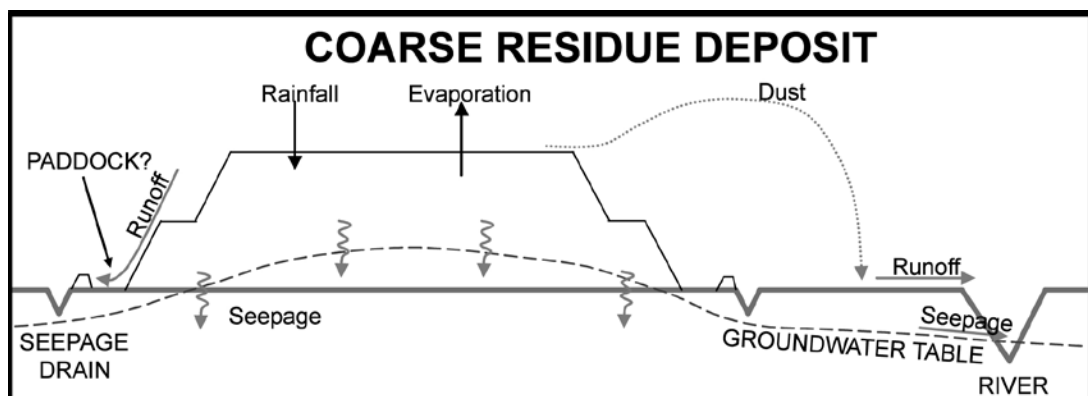 COARSE RESIDUE DEPOSIT
Rainfall
Evaporation
Dust
PADDOCK?
Runoff
Runoff
Seepage
Seepage
GROUNDWATER TABLE
SEEPAGE
DRAIN
RIVER